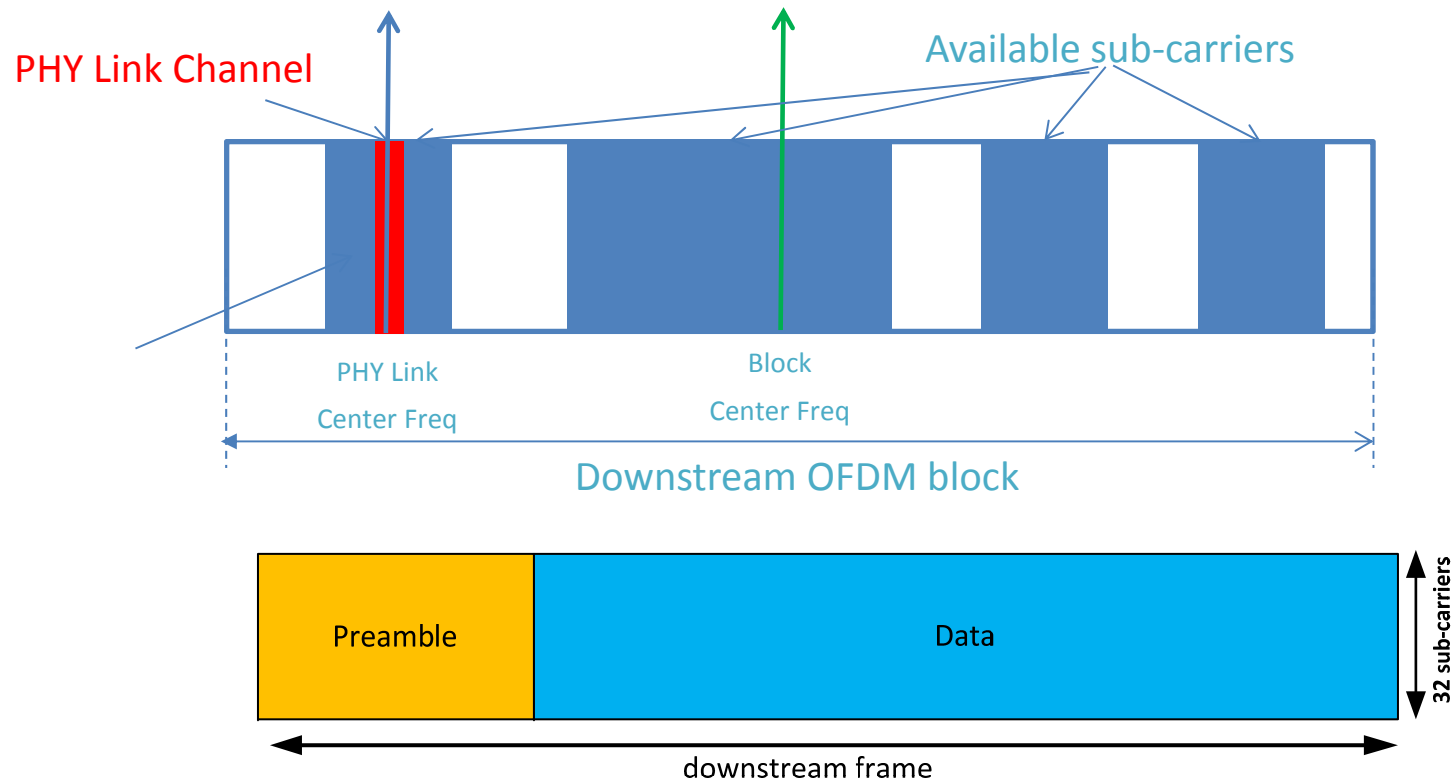 PHY Link Channel
Available sub-carriers
PHY Link
Center Freq
Block
Center Freq
Downstream OFDM block
Preamble
Data
32 sub-carriers
downstream frame